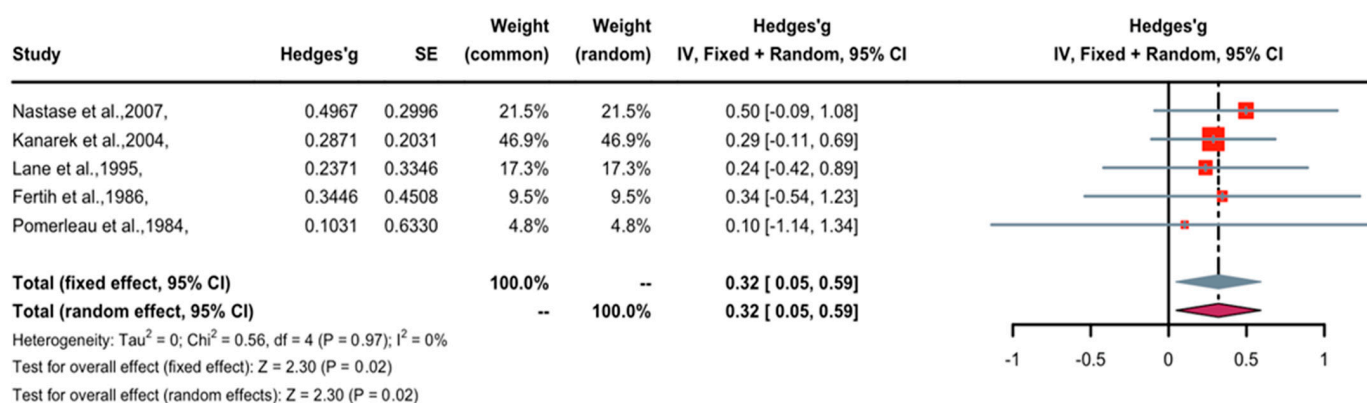 Weight Weight Hedges'g Hedges'g
Study Hedges'g SE (common) (random) IV, Fixed + Random, 95% CI IV, Fixed + Random, 95% CI
Nastase et al.,2007, 0.4967 0.2996 21.5% 21.5% 0.50 [-0.09, 1.08]
Kanarek et al.,2004, 0.2871 0.2031 46.9% 46.9% 0.29 [-0.11, 0.69]
Lane et al.,1995, 0.2371 0.3346 17.3% 17.3% 0.24 [-0.42, 0.89]
Fertih et al.,1986, 0.3446 0.4508 9.5% 9.5% 0.34 [-0.54, 1.23]
Pomerleau et al.,1984, 0.1031 0.6330 4.8% 4.8% 0.10 [-1.14, 1.34]
Total (fixed effect, 95% CI) 100.0% -- 0.32 [ 0.05, 0.59]
Total (random effect, 95% CI) -- 100.0% 0.32 [ 0.05, 0.59]
Heterogeneity: Tau² = 0; Chi² = 0.56, df = 4 (P = 0.97); I² = 0%
Test for overall effect (fixed effect): Z = 2.30 (P = 0.02)
Test for overall effect (random effects): Z = 2.30 (P = 0.02)
-1 -0.5 0 0.5 1